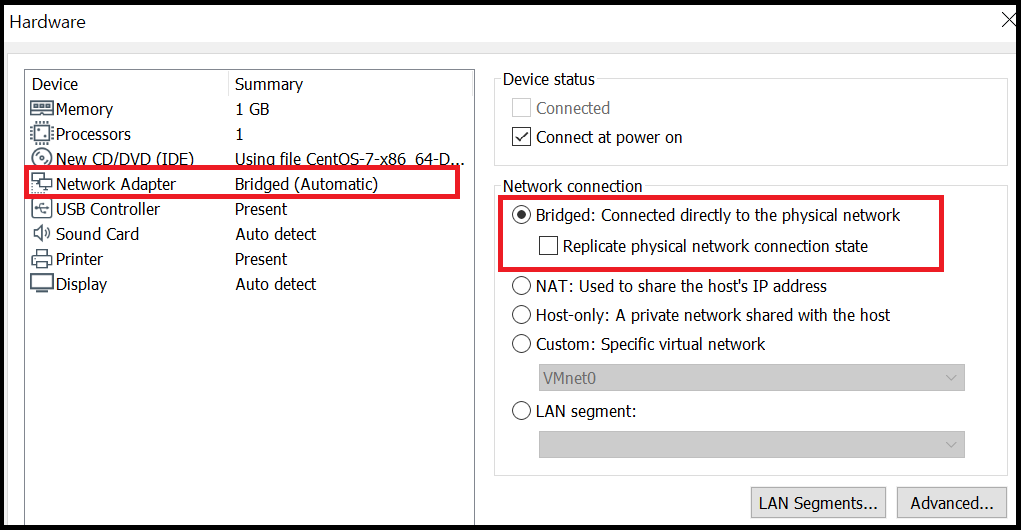 Hardware
Device Summary
Memory 1 GB
Processors 1
New CD/DVD (IDE) Using file CentOS-7-x86_64-D...
Network Adapter Bridged (Automatic)
USB Controller Present
Sound Card Auto detect
Printer Present
Display Auto detect
Device status
Connected
Connect at power on
Network connection
Bridged: Connected directly to the physical network
Replicate physical network connection state
NAT: Used to share the host's IP address
Host-only: A private network shared with the host
Custom: Specific virtual network
VMnet0
LAN segment:
LAN Segments... Advanced...